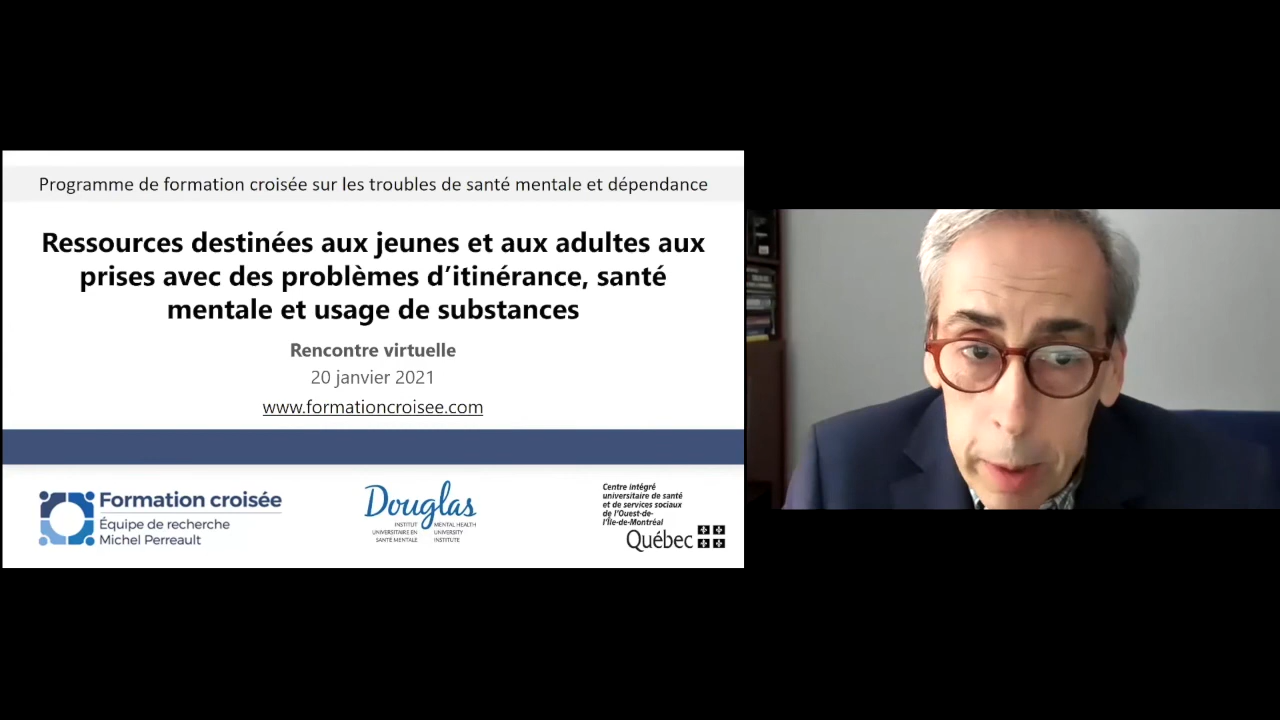 Programme de formation croisée sur les troubles de santé mentale et dépendance
Ressources destinées aux jeunes et aux adultes aux
prises avec des problèmes d'itinérance, santé
mentale et usage de substances
Rencontre virtuelle
20 janvier 2021
www.formationcroisee.com
Formation croisée
Équipe de recherche
Michel Perreault
Douglas
INSTITUT
UNIVERSITAIRE EN
SANTÉ MENTALE
MENTAL HEALTH
UNIVERSITY
INSTITUTE
Centre intégré
universitaire de santé
et de services sociaux
de l'Ouest-de-
l'Île-de-Montréal
Québec